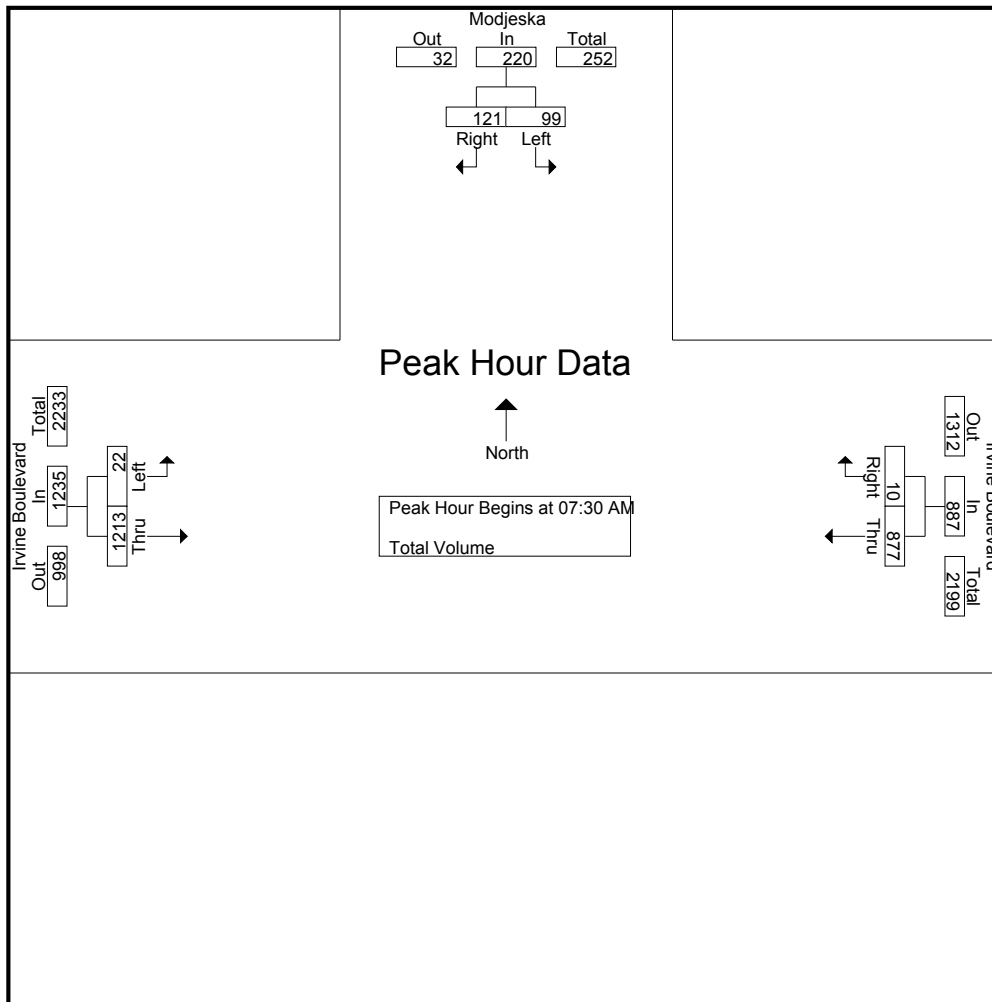 Modjeska
Out In Total
32 220 252
121 99
Right Left
Peak Hour Data
North
Peak Hour Begins at 07:30 AM
Total Volume
Irvine Boulevard
Total In Out
2233 1235 998
22 1213
Left Thru
Irvine Boulevard
Out In Total
1312 887 2199
10 877
Right Thru